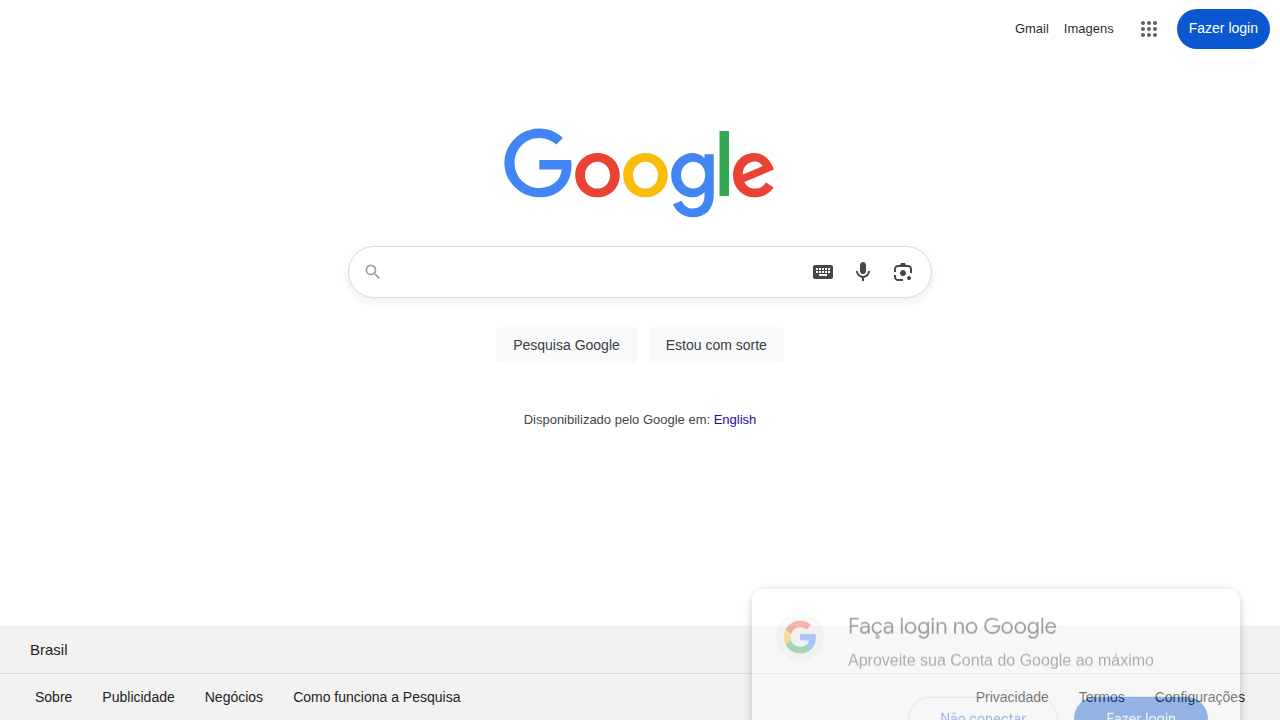 Gmail Imagens Fazer login
Google
Pesquisa Google Estou com sorte
Disponibilizado pelo Google em: English
Faça login no Google
Aproveite sua Conta do Google ao máximo
Não conectar Fazer login
Brasil
Sobre Publicidade Negócios Como funciona a Pesquisa Privacidade Termos Configurações